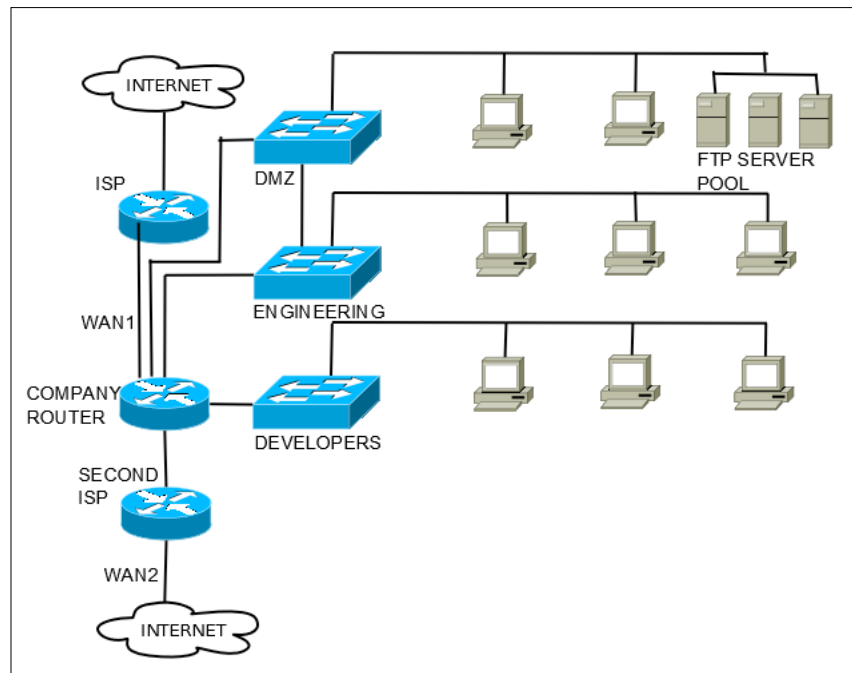 INTERNET
ISP
DMZ
FTP SERVER
POOL
WAN1
ENGINEERING
COMPANY
ROUTER
DEVELOPERS
SECOND
ISP
WAN2
INTERNET